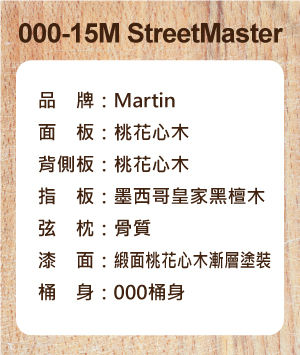 000-15M StreetMaster
品　牌：Martin
面　板：桃花心木
背側板：桃花心木
指　板：墨西哥皇家黑檀木
弦　枕：骨質
漆　面：緞面桃花心木漸層塗裝
桶　身：000桶身